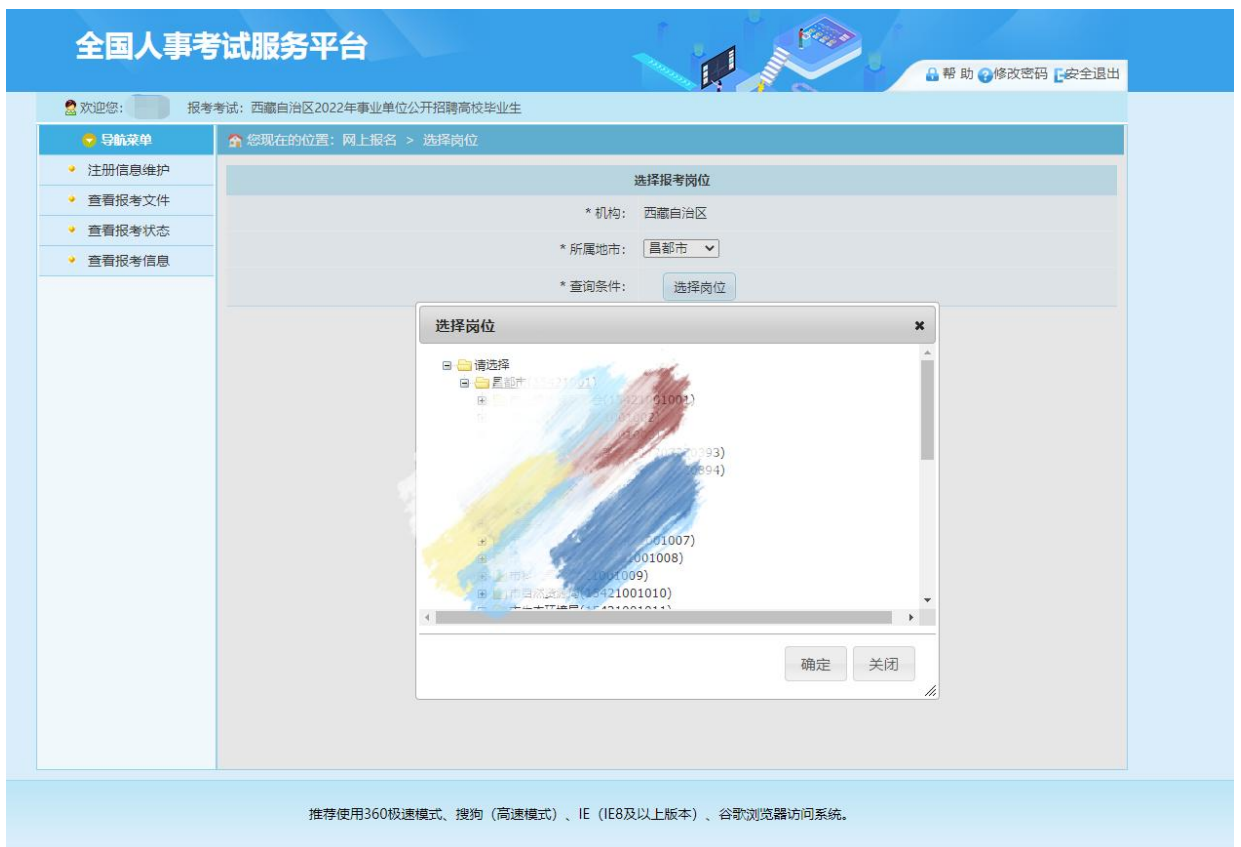 全国人事考试服务平台
帮 助 修改密码 安全退出
欢迎您: 报考考试: 西藏自治区2022年事业单位公开招聘高校毕业生
导航菜单
注册信息维护
查看报考文件
查看报考状态
查看报考信息
您现在的位置: 网上报名 > 选择岗位
选择报考岗位
* 机构: 西藏自治区
* 所属地市: 昌都市
* 查询条件: 选择岗位
选择岗位
请选择
昌都市
01001)
93)
894)
01007)
001008)
001009)
(15421001010)
确定 关闭
推荐使用360极速模式、搜狗（高速模式）、IE（IE8及以上版本）、谷歌浏览器访问系统。